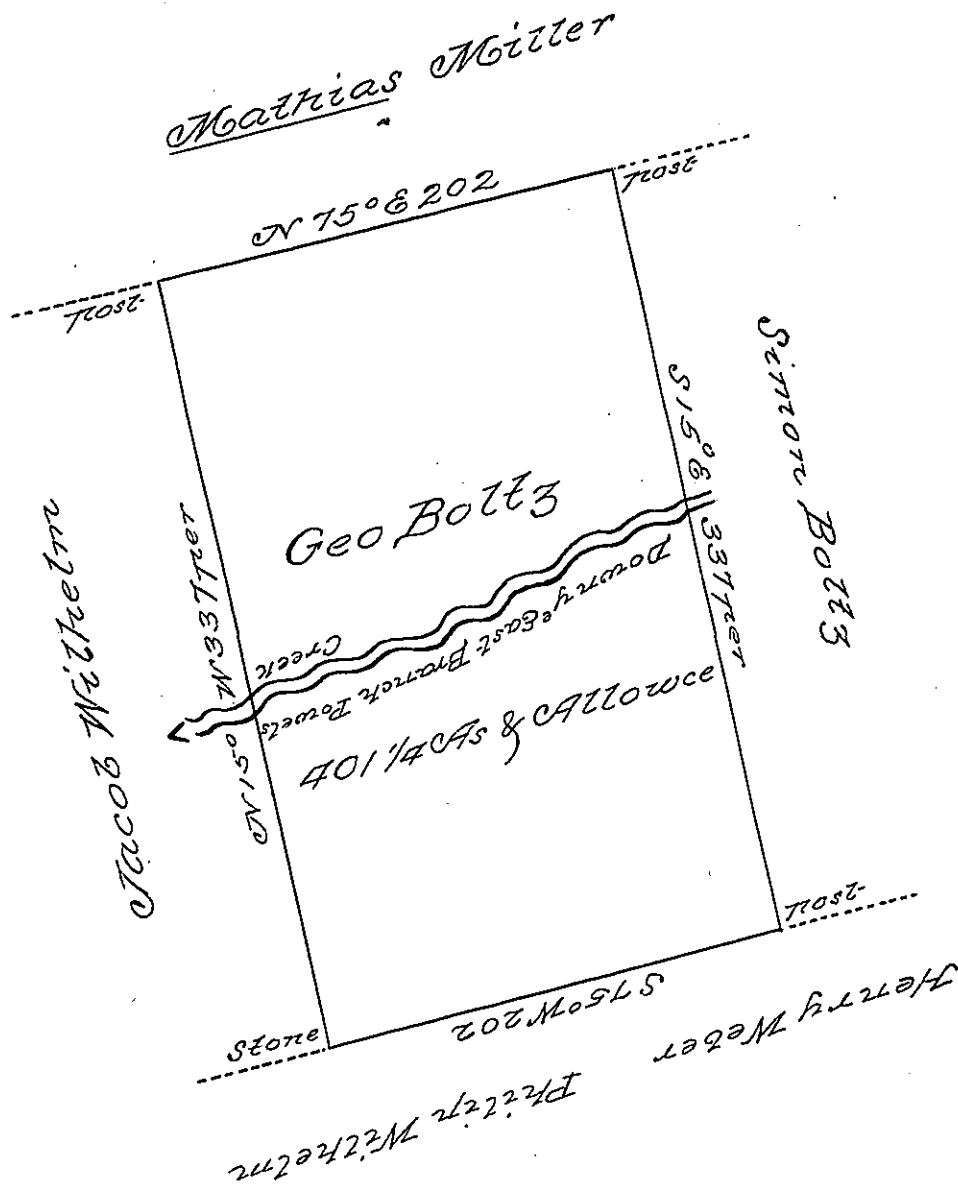 Mathias Miller
N 75° E 202
Post
Post
Simon Boltz
S 15° E 337 per
Geo Boltz
Jacob Wilhelm
N 15° W 337 per
Creek
East Branch Powels
401 1/4 As & Allowce
Post
Stone
S 75° W 202
Henry Weber
Philip Wilhelm